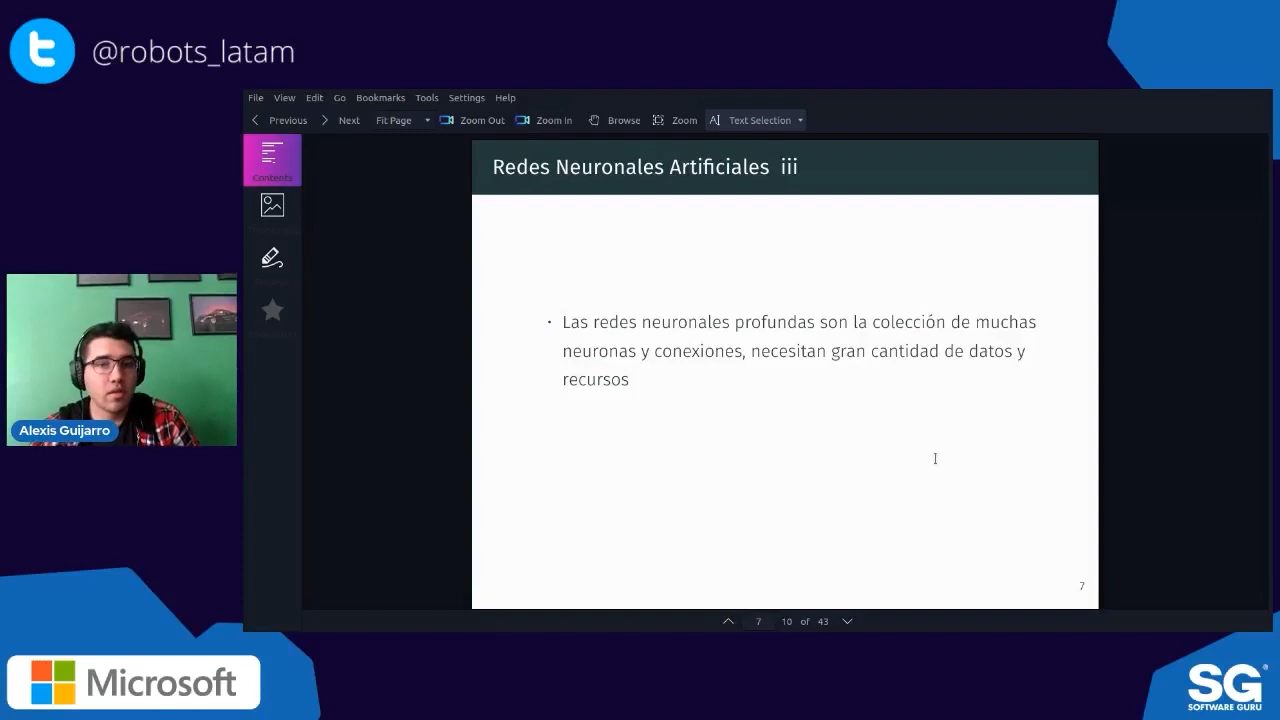 @robots_latam
File View Edit Go Bookmarks Tools Settings Help
Previous Next Fit Page Zoom Out Zoom In Browse Zoom Text Selection
Contents
Redes Neuronales Artificiales iii
• Las redes neuronales profundas son la colección de muchas
neuronas y conexiones, necesitan gran cantidad de datos y
recursos
7
7 10 of 43
Alexis Guijarro
Microsoft
SG
SOFTWARE GURU